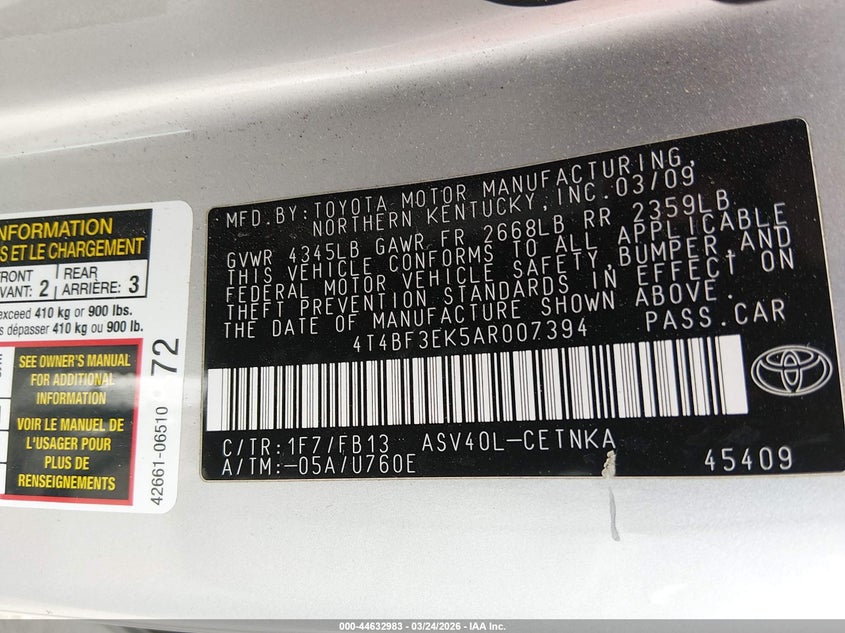 INFORMATION
S ET LE CHARGEMENT
FRONT
VANT: 2
REAR
ARRIÈRE: 3
exceed 410 kg or 900 lbs.
s dépasser 410 kg ou 900 lb.
SEE OWNER'S MANUAL
FOR ADDITIONAL
INFORMATION
VOIR LE MANUEL DE
L'USAGER POUR
PLUS DE
RENSEIGNEMENTS
42661-06510
72
MFD.BY:TOYOTA MOTOR MANUFACTURING,
NORTHERN KENTUCKY,INC.03/09
GVWR 4345LB GAWR FR 2668LB RR 2359LB
THIS VEHICLE CONFORMS TO ALL APPLICABLE
FEDERAL MOTOR VEHICLE SAFETY,BUMPER,AND
THEFT PREVENTION STANDARDS IN EFFECT ON
THE DATE OF MANUFACTURE SHOWN ABOVE.
4T4BF3EK5AR007394 PASS.CAR
C/TR:1F7/FB13 ASV40L-CETNKA
A/TM:-05A/U760E 45409
TOYOTA
000-44632983 - 03/24/2026 - IAA Inc.